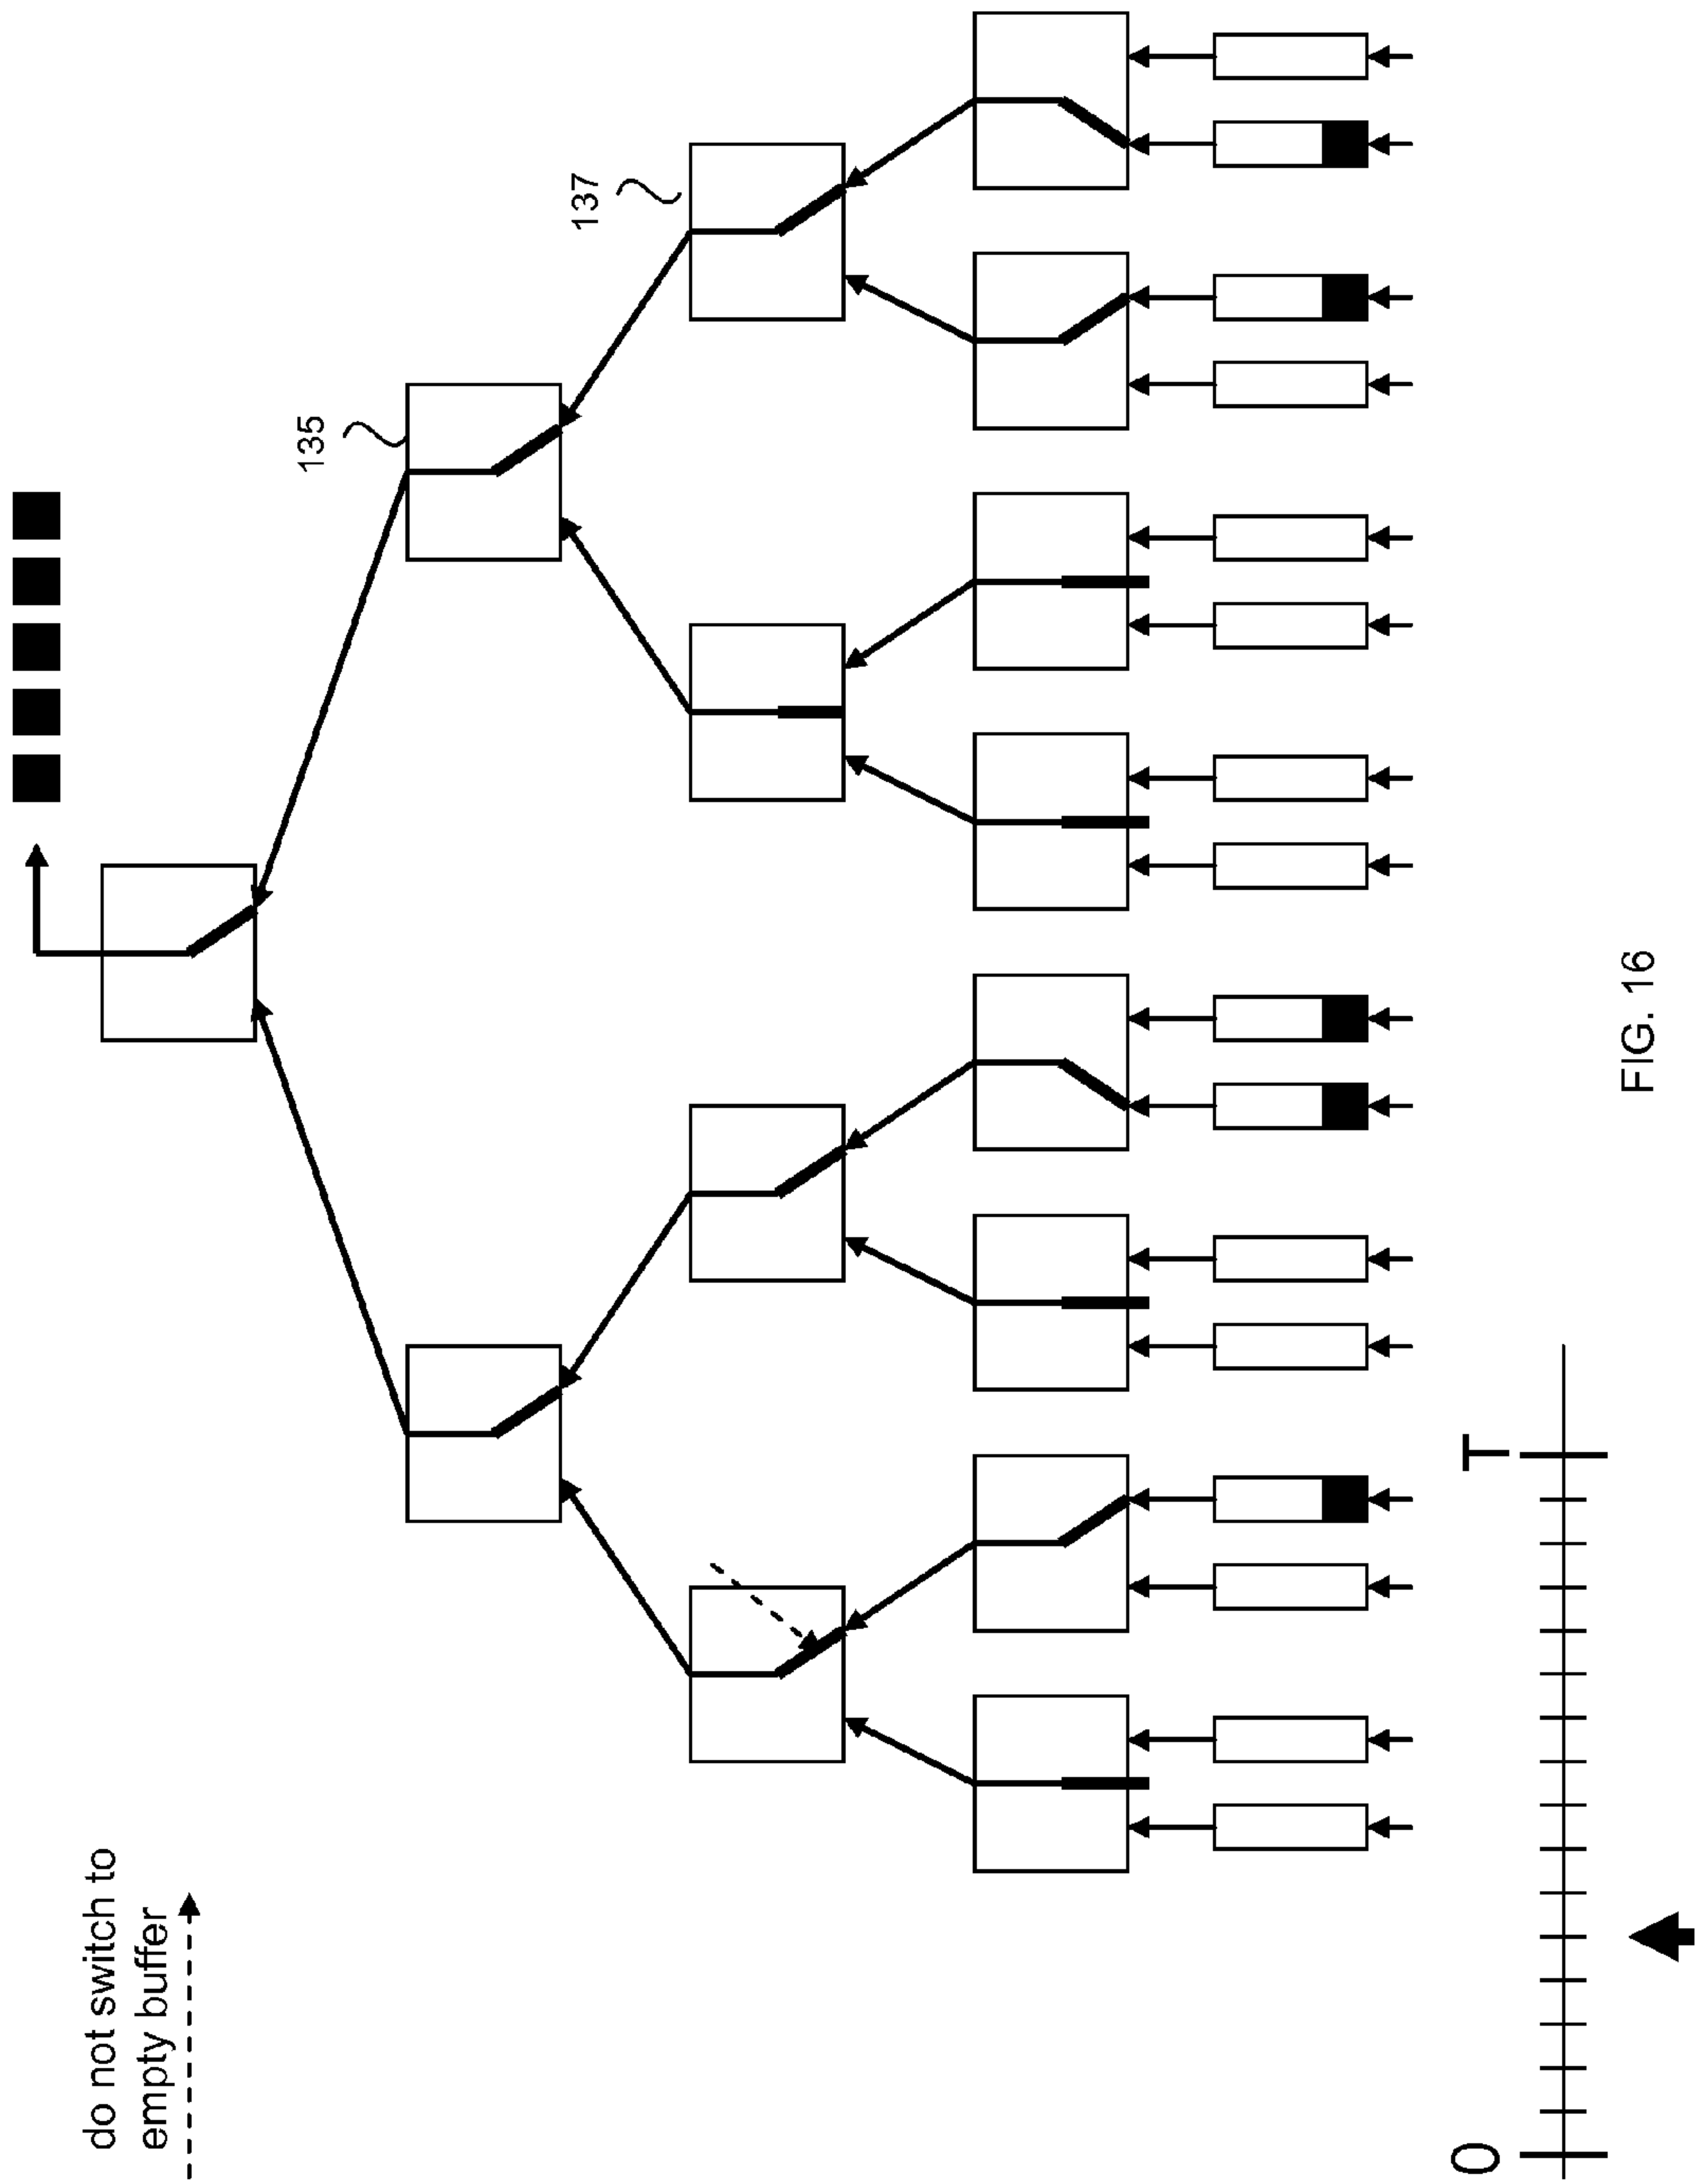 do not switch to
empty buffer
135
137
0
T
FIG. 16